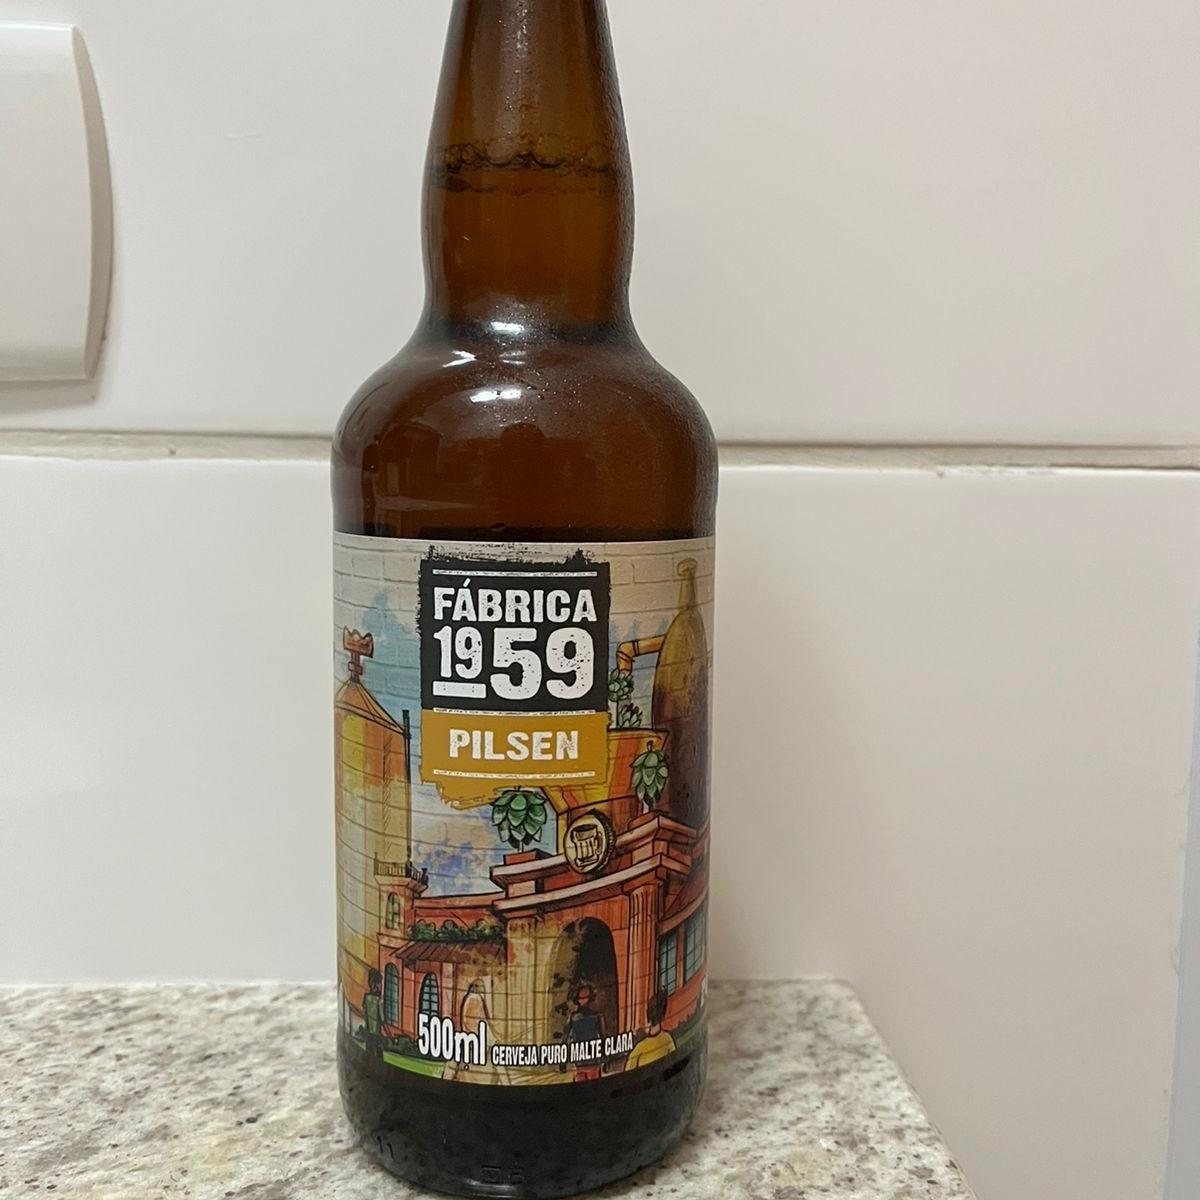 FÁBRICA
1959
PILSEN
500ml CERVEJA PURO MALTE CLARA